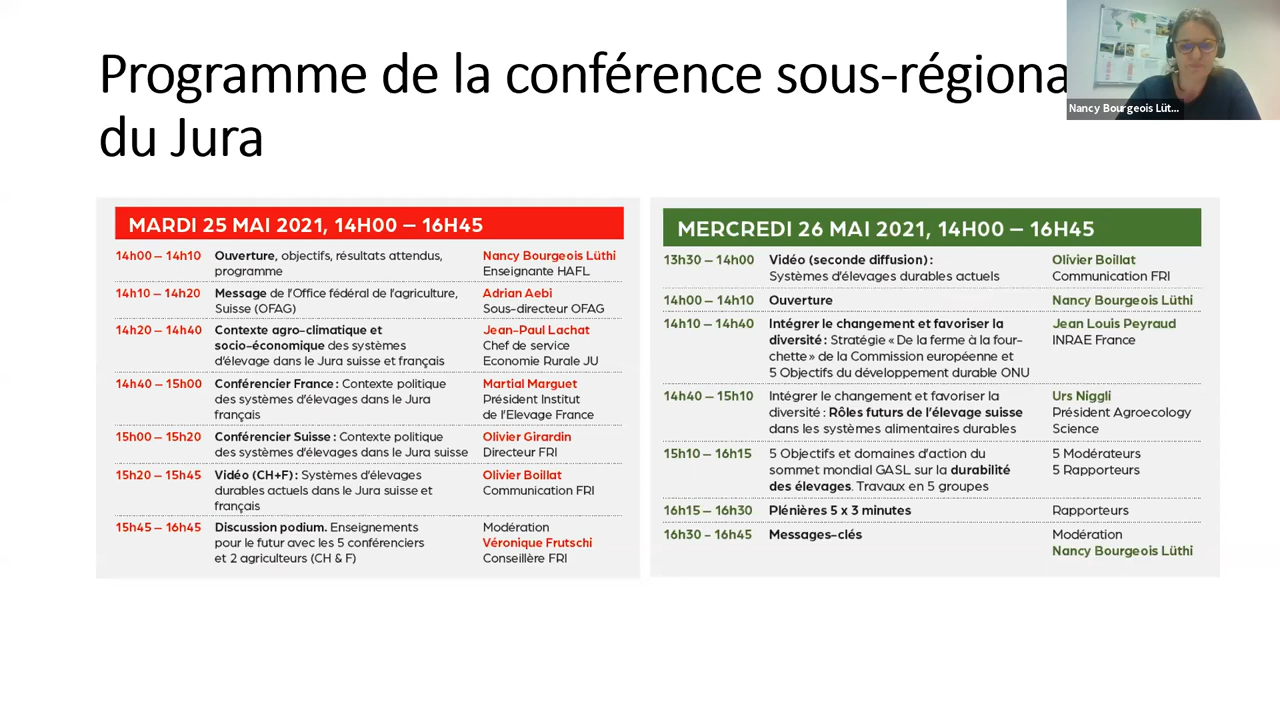 Programme de la conférence sous-régiona
du Jura
Nancy Bourgeois Lüt...
MARDI 25 MAI 2021, 14H00 – 16H45
14h00 – 14h10 Ouverture, objectifs, résultats attendus, Nancy Bourgeois Lüthi
programme Enseignante HAFL
14h10 – 14h20 Message de l'Office fédéral de l'agriculture, Adrian Aebi
Suisse (OFAG) Sous-directeur OFAG
14h20 – 14h40 Contexte agro-climatique et Jean-Paul Lachat
socio-économique des systèmes Chef de service
d'élevage dans le Jura suisse et français Economie Rurale JU
14h40 – 15h00 Conférencier France : Contexte politique Martial Marguet
des systèmes d'élevages dans le Jura Président Institut
français de l'Elevage France
15h00 – 15h20 Conférencier Suisse : Contexte politique Olivier Girardin
des systèmes d'élevages dans le Jura suisse Directeur FRI
15h20 – 15h45 Vidéo (CH+F) : Systèmes d'élevages Olivier Boillat
durables actuels dans le Jura suisse et Communication FRI
français
15h45 – 16h45 Discussion podium. Enseignements Modération
pour le futur avec les 5 conférenciers Véronique Frutschi
et 2 agriculteurs (CH & F) Conseillère FRI
MERCREDI 26 MAI 2021, 14H00 – 16H45
13h30 – 14h00 Vidéo (seconde diffusion) : Olivier Boillat
Systèmes d'élevages durables actuels Communication FRI
14h00 – 14h10 Ouverture Nancy Bourgeois Lüthi
14h10 – 14h40 Intégrer le changement et favoriser la Jean Louis Peyraud
diversité : Stratégie « De la ferme à la four- INRAE France
chette » de la Commission européenne et
5 Objectifs du développement durable ONU
14h40 – 15h10 Intégrer le changement et favoriser la Urs Niggli
diversité : Rôles futurs de l'élevage suisse Président Agroecology
dans les systèmes alimentaires durables Science
15h10 – 16h15 5 Objectifs et domaines d'action du 5 Modérateurs
sommet mondial GASL sur la durabilité 5 Rapporteurs
des élevages. Travaux en 5 groupes
16h15 – 16h30 Plénières 5 x 3 minutes Rapporteurs
16h30 - 16h45 Messages-clés Modération
Nancy Bourgeois Lüthi